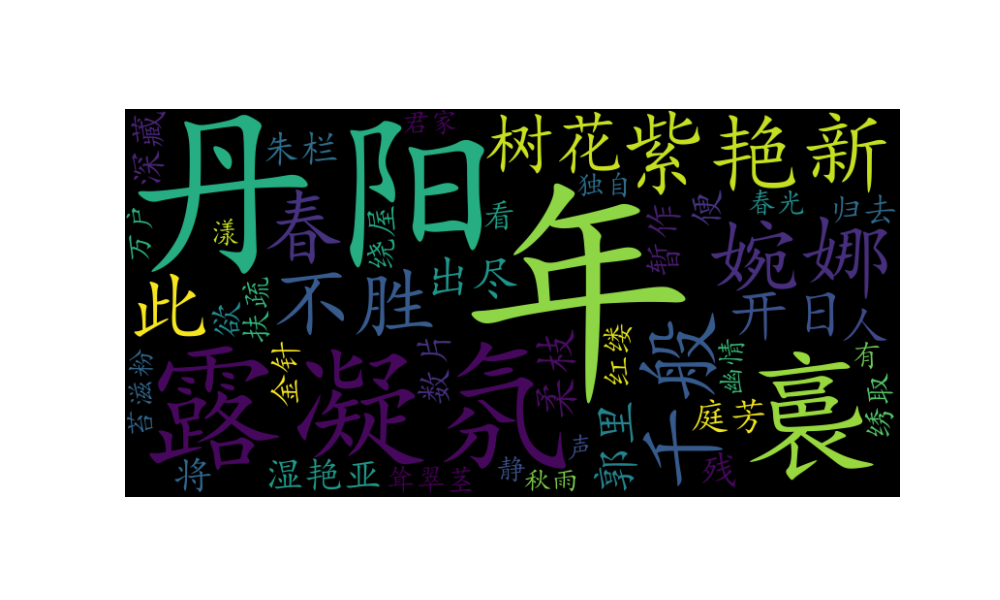 深藏
丹阳
朱栏
君家
树花
紫
艳
新
独自
春光
归去
万户
漾
春
绕屋
看
年
暂作
便
婉娜
此
欲
扶疏
不胜
出尽
开日
人
苔滋粉
露凝氛
金针
数片
柔枝
红缕
千般
幽情
袅
有
绣取
庭芳
郭里
残
将
湿艳亚
耸翠茎
静
声
秋雨